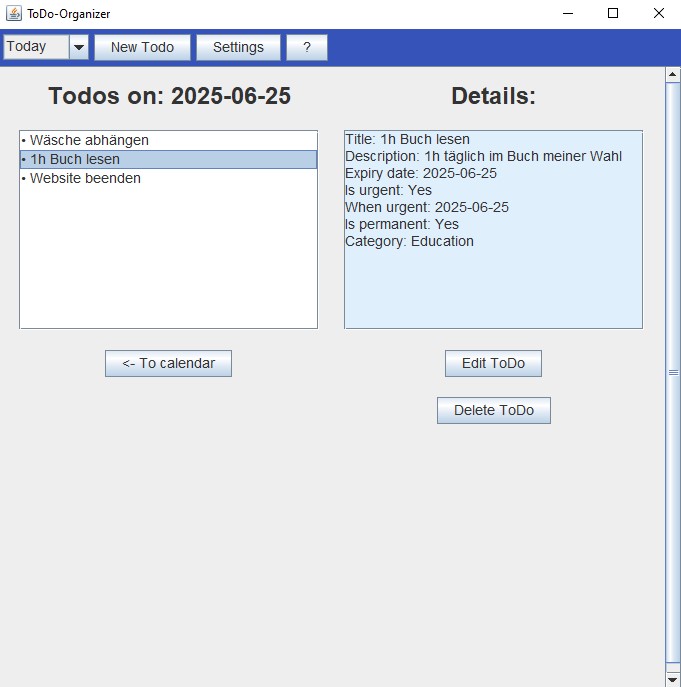 ToDo-Organizer
Today
New Todo
Settings
?
Todos on: 2025-06-25
• Wäsche abhängen
• 1h Buch lesen
• Website beenden
<- To calendar
Details:
Title: 1h Buch lesen
Description: 1h täglich im Buch meiner Wahl
Expiry date: 2025-06-25
Is urgent: Yes
When urgent: 2025-06-25
Is permanent: Yes
Category: Education
Edit ToDo
Delete ToDo